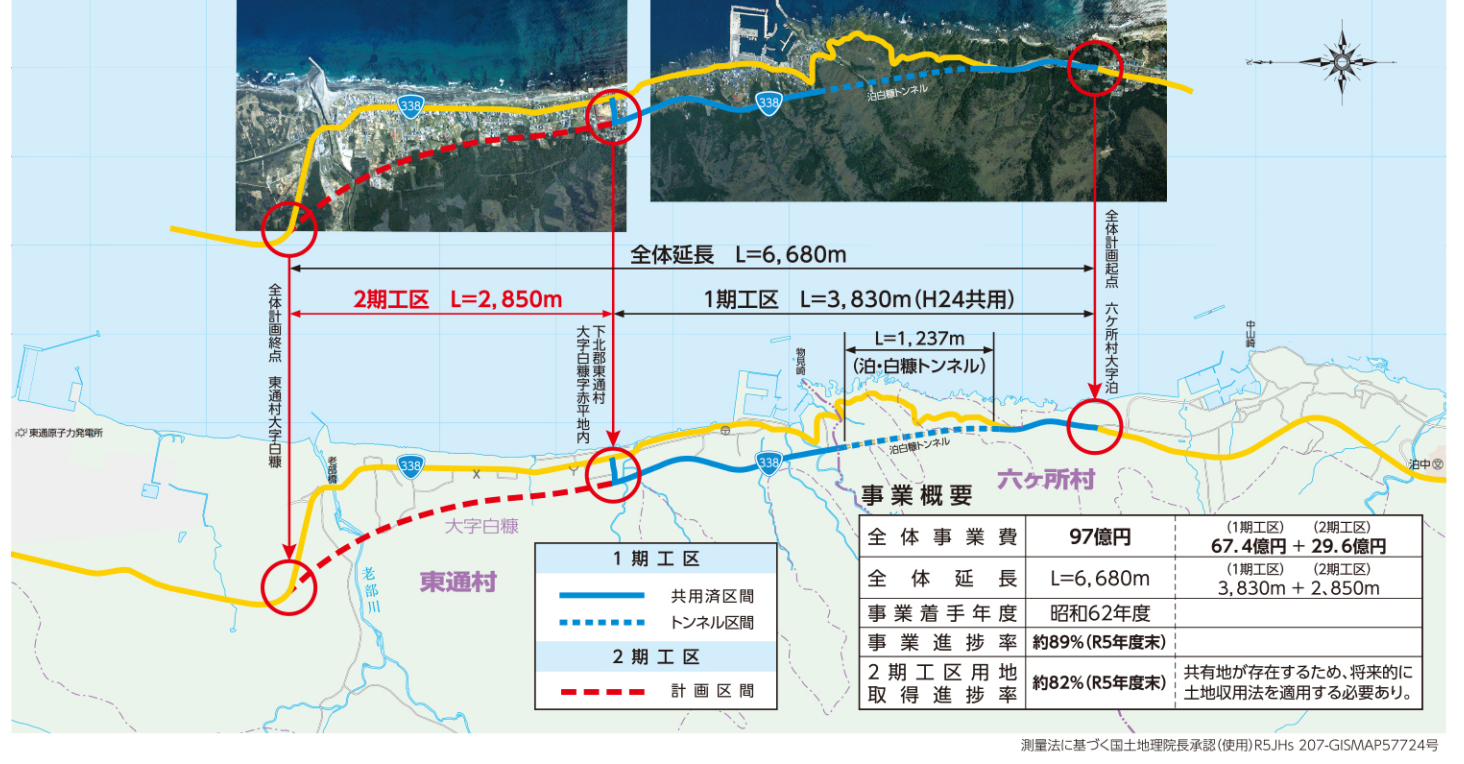 338
338
泊白糠トンネル
全体延長 L=6,680m
2期工区 L=2,850m
1期工区 L=3,830m(H24共用)
L=1,237m
(泊・白糠トンネル)
全体計画終点 東通村大字白糠
下北郡東通村
大字白糠字赤平地内
全体計画起点 六ケ所村大字泊
物見崎
中山崎
東通原子力発電所
老部橋
338
338
泊白糠トンネル
泊中
大字白糠
東通村
六ヶ所村
老部川
1期工区
共用済区間
トンネル区間
2期工区
計画区間
事業概要
全体事業費 97億円 (1期工区) (2期工区)
67.4億円 + 29.6億円
全体延長 L=6,680m (1期工区) (2期工区)
3,830m + 2,850m
事業着手年度 昭和62年度
事業進捗率 約89%(R5年度末)
2期工区用地
取得進捗率 約82%(R5年度末) 共有地が存在するため、将来的に
土地収用法を適用する必要あり。
測量法に基づく国土地理院長承認(使用)R5JHs 207-GISMAP57724号